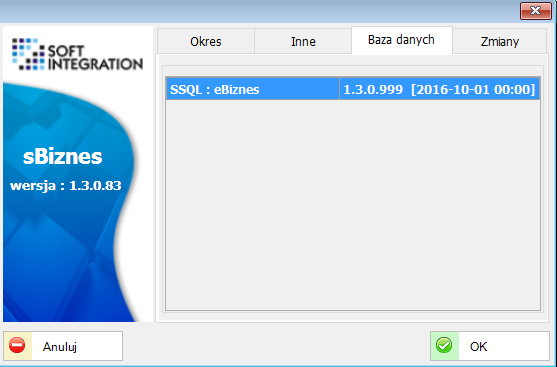 SOFT
INTEGRATION
sBiznes
wersja : 1.3.0.83
Okres
Inne
Baza danych
Zmiany
SSQL : eBiznes 1.3.0.999 [2016-10-01 00:00]
Anuluj
OK